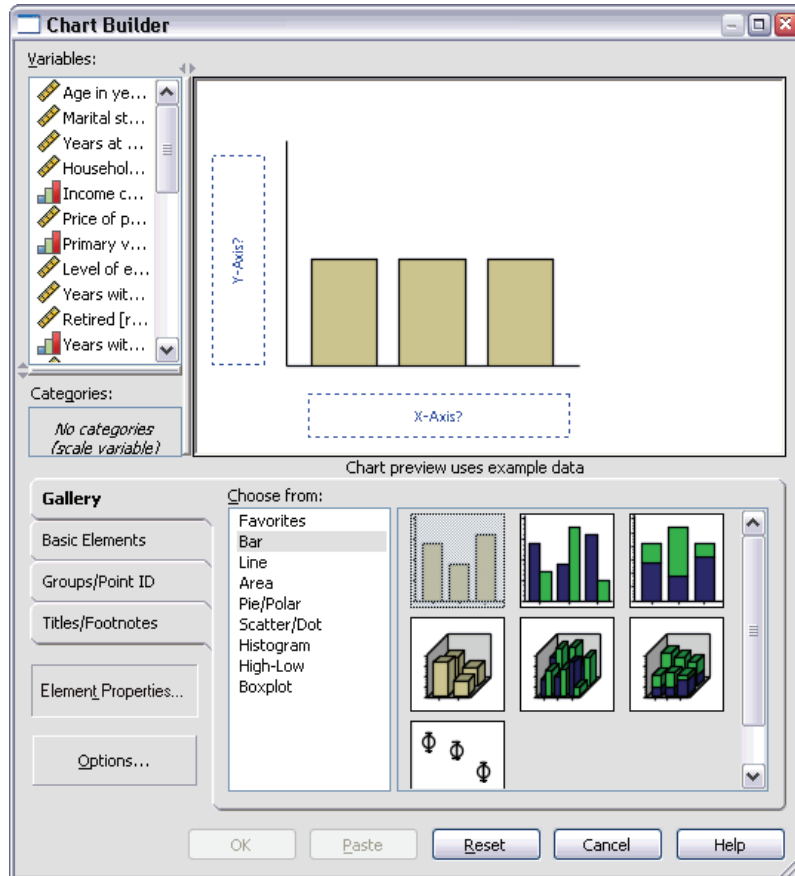 Chart Builder
Variables:
Age in ye...
Marital st...
Years at ...
Househol...
Income c...
Price of p...
Primary v...
Level of e...
Years wit...
Retired [r...
Years wit...
Categories:
No categories
(scale variable)
Y-Axis?
X-Axis?
Chart preview uses example data
Gallery
Basic Elements
Groups/Point ID
Titles/Footnotes
Element Properties...
Options...
Choose from:
Favorites
Bar
Line
Area
Pie/Polar
Scatter/Dot
Histogram
High-Low
Boxplot
OK
Paste
Reset
Cancel
Help